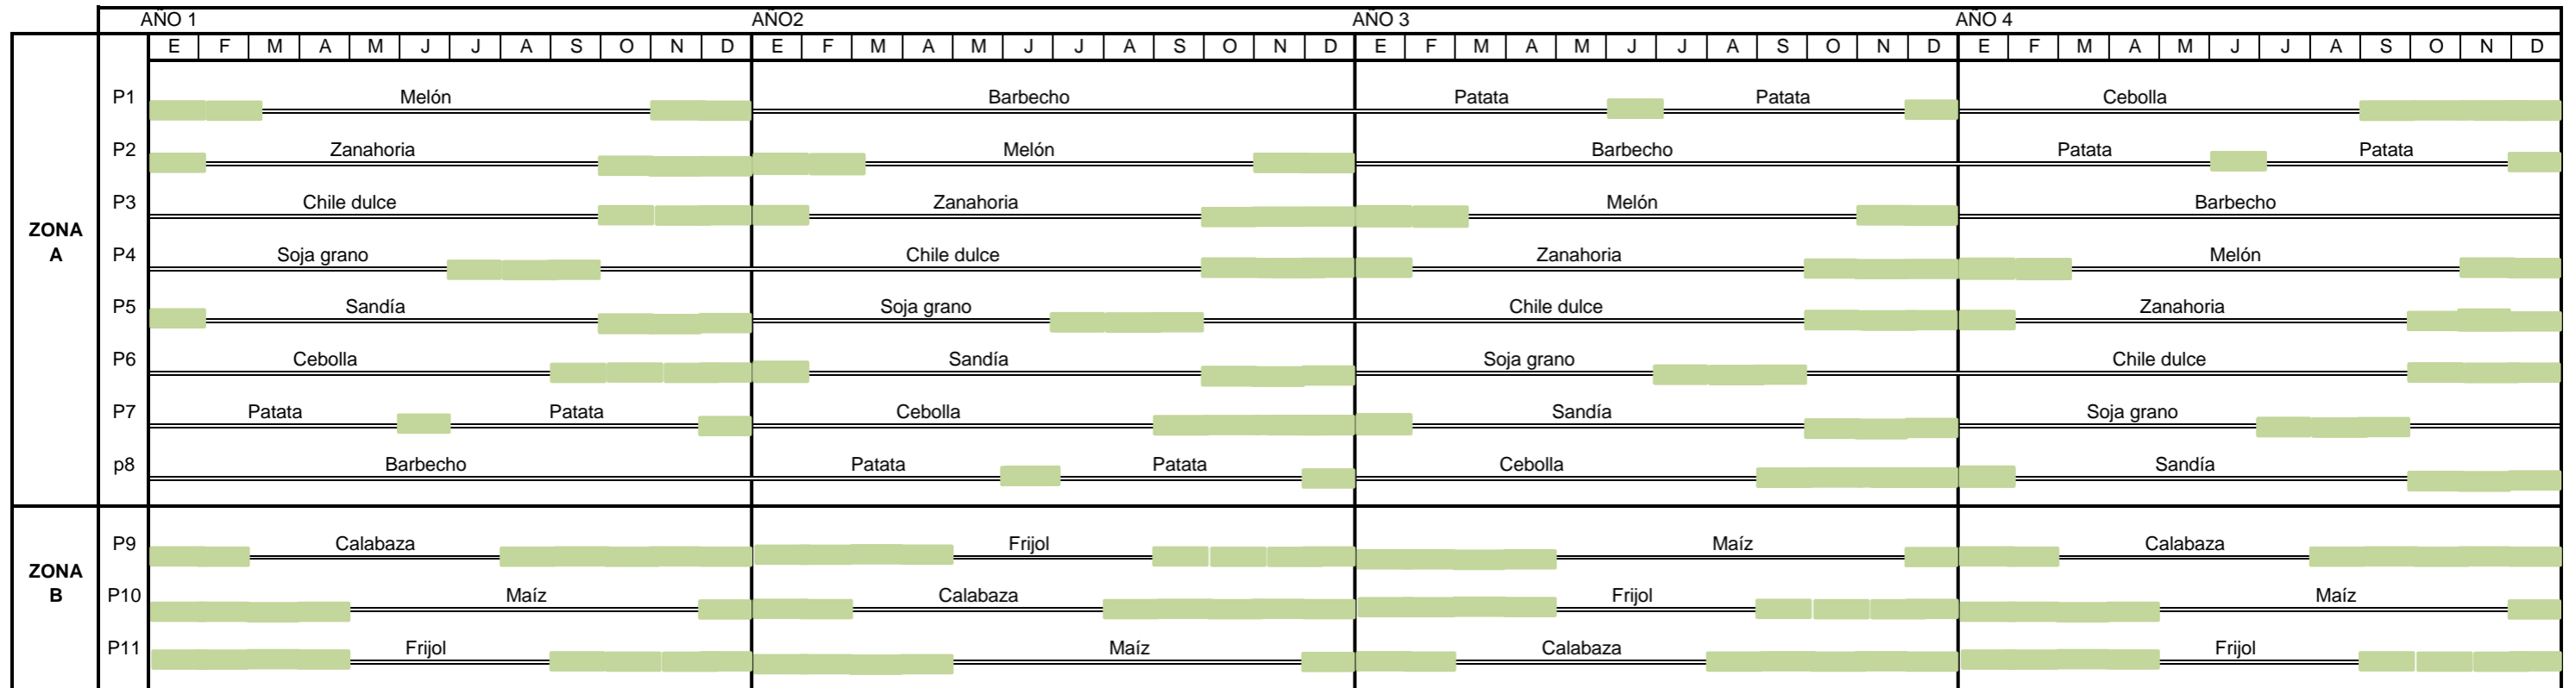 AÑO 1 AÑO2 AÑO 3 AÑO 4
E F M A M J J A S O N D E F M A M J J A S O N D E F M A M J J A S O N D E F M A M J J A S O N D
P1 Melón Barbecho Patata Patata Cebolla
P2 Zanahoria Melón Barbecho Patata Patata
P3 Chile dulce Zanahoria Melón Barbecho
ZONA A
P4 Soja grano Chile dulce Zanahoria Melón
P5 Sandía Soja grano Chile dulce Zanahoria
P6 Cebolla Sandía Soja grano Chile dulce
P7 Patata Patata Cebolla Sandía Soja grano
p8 Barbecho Patata Patata Cebolla Sandía
P9 Calabaza Frijol Maíz Calabaza
ZONA B
P10 Maíz Calabaza Frijol Maíz
P11 Frijol Maíz Calabaza Frijol